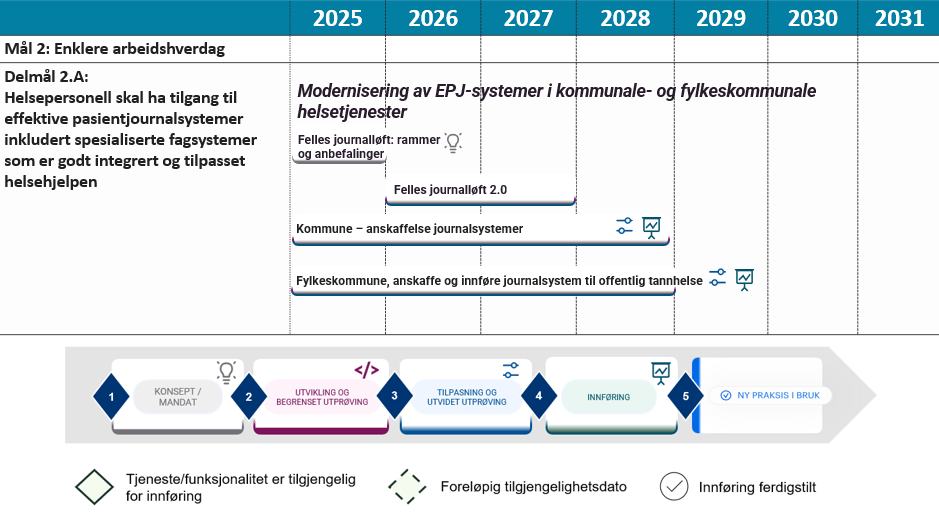 2025 2026 2027 2028 2029 2030 2031
Mål 2: Enklere arbeidshverdag
Delmål 2.A:
Helsepersonell skal ha tilgang til
effektive pasientjournalsystemer
inkludert spesialiserte fagsystemer
som er godt integrert og tilpasset
helsehjelpen
Modernisering av EPJ-systemer i kommunale- og fylkeskommunale
helsetjenester
Felles journalløft: rammer
og anbefalinger
Felles journalløft 2.0
Kommune – anskaffelse journalsystemer
Fylkeskommune, anskaffe og innføre journalsystem til offentlig tannhelse
1
KONSEPT /
MANDAT
2
</>
UTVIKLING OG
BEGRENSET UTPRØVING
3
TILPASNING OG
UTVIDET UTPRØVING
4
INNFØRING
5
NY PRAKSIS I BRUK
Tjeneste/funksjonalitet er tilgjengelig
for innføring
Foreløpig tilgjengelighetsdato
Innføring ferdigstilt